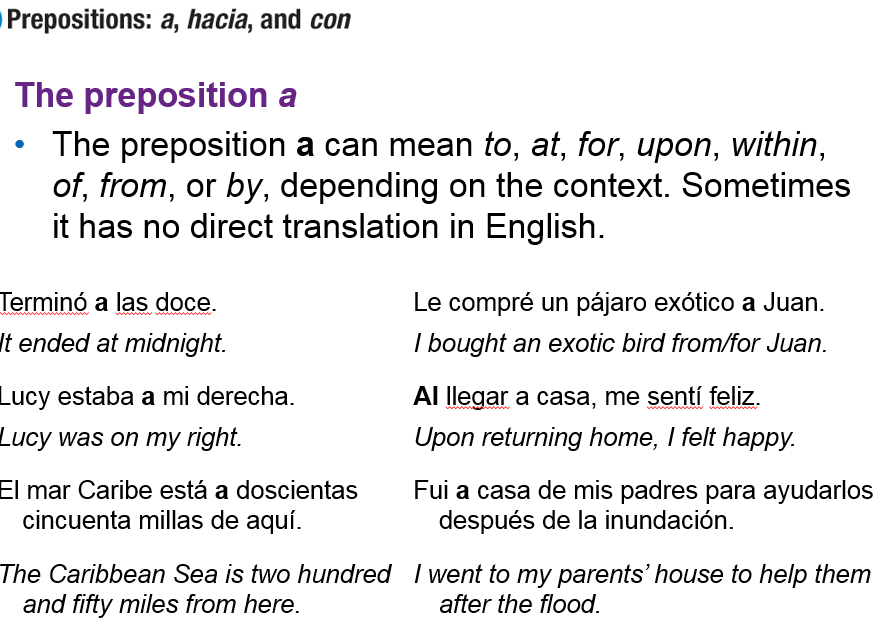 Prepositions: a, hacia, and con
The preposition a
• The preposition a can mean to, at, for, upon, within,
of, from, or by, depending on the context. Sometimes
it has no direct translation in English.
Terminó a las doce.
It ended at midnight.
Lucy estaba a mi derecha.
Lucy was on my right.
El mar Caribe está a doscientas
cincuenta millas de aquí.
The Caribbean Sea is two hundred
and fifty miles from here.
Le compré un pájaro exótico a Juan.
I bought an exotic bird from/for Juan.
Al llegar a casa, me sentí feliz.
Upon returning home, I felt happy.
Fui a casa de mis padres para ayudarlos
después de la inundación.
I went to my parents’ house to help them
after the flood.